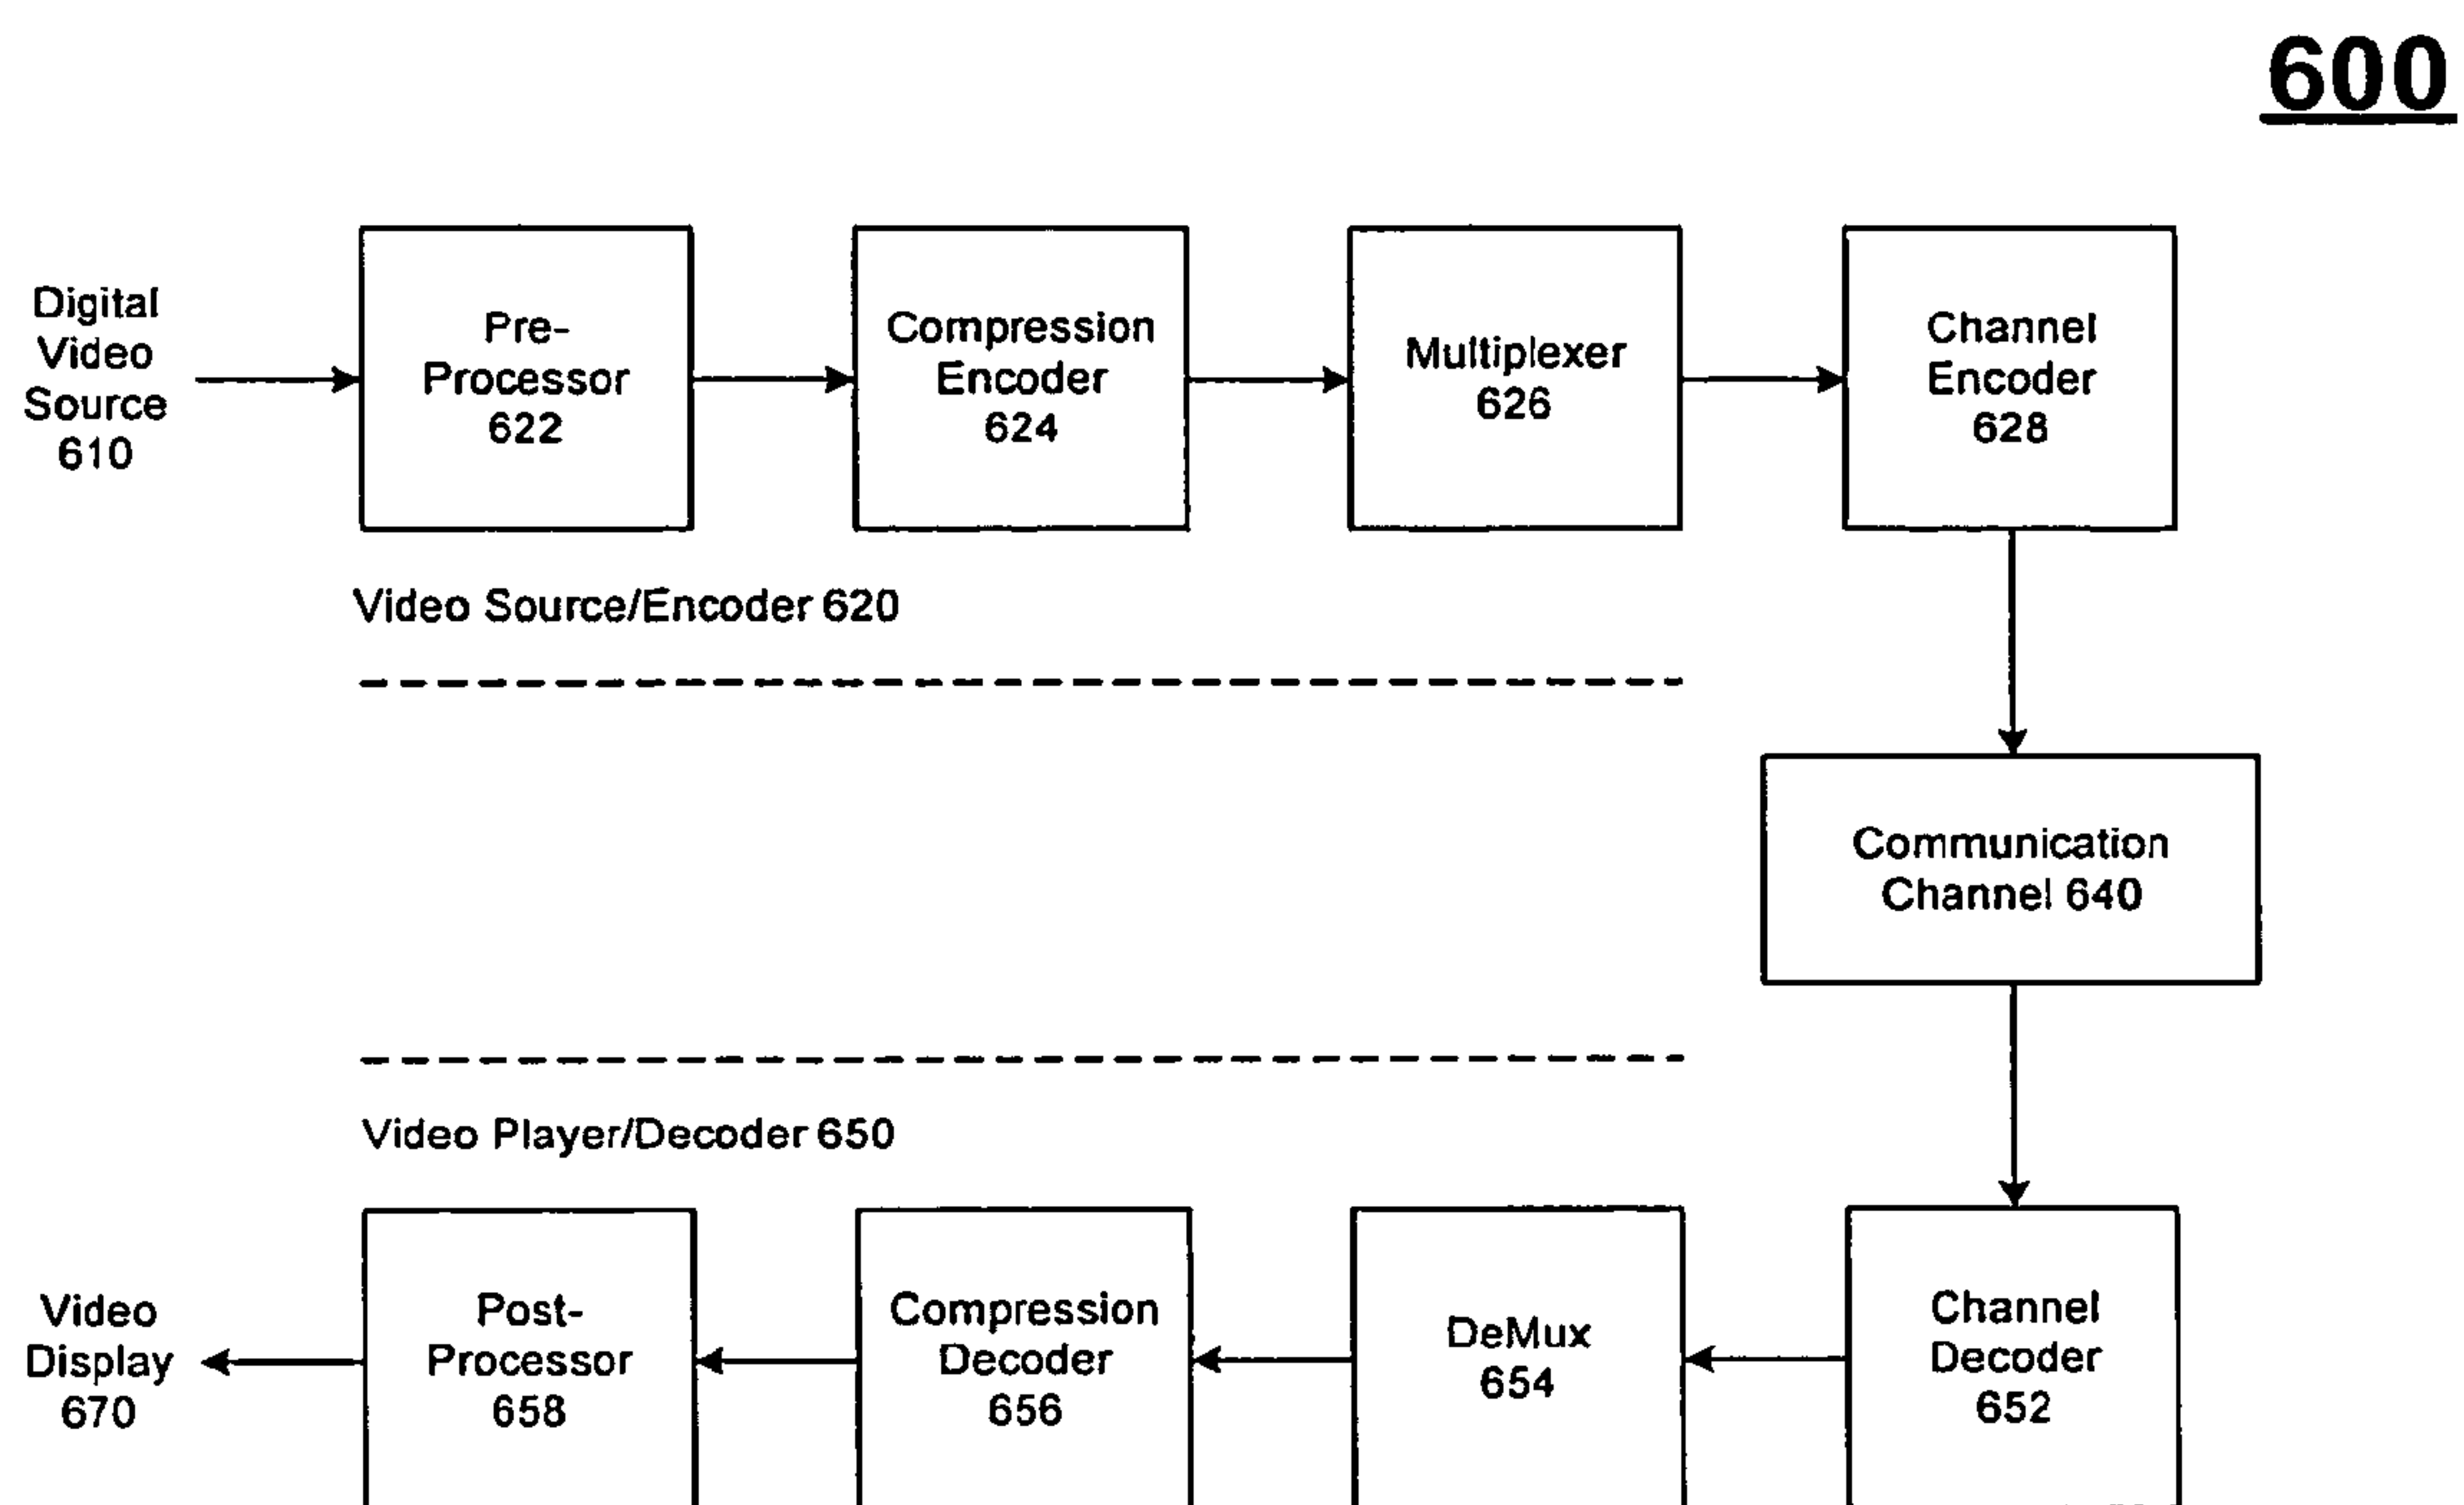 600
Digital
Video
Source
610
Pre-
Processor
622
Compression
Encoder
624
Multiplexer
626
Channel
Encoder
628
Video Source/Encoder 620
Communication
Channel 640
Video Player/Decoder 650
Video
Display
670
Post-
Processor
658
Compression
Decoder
656
DeMux
654
Channel
Decoder
652